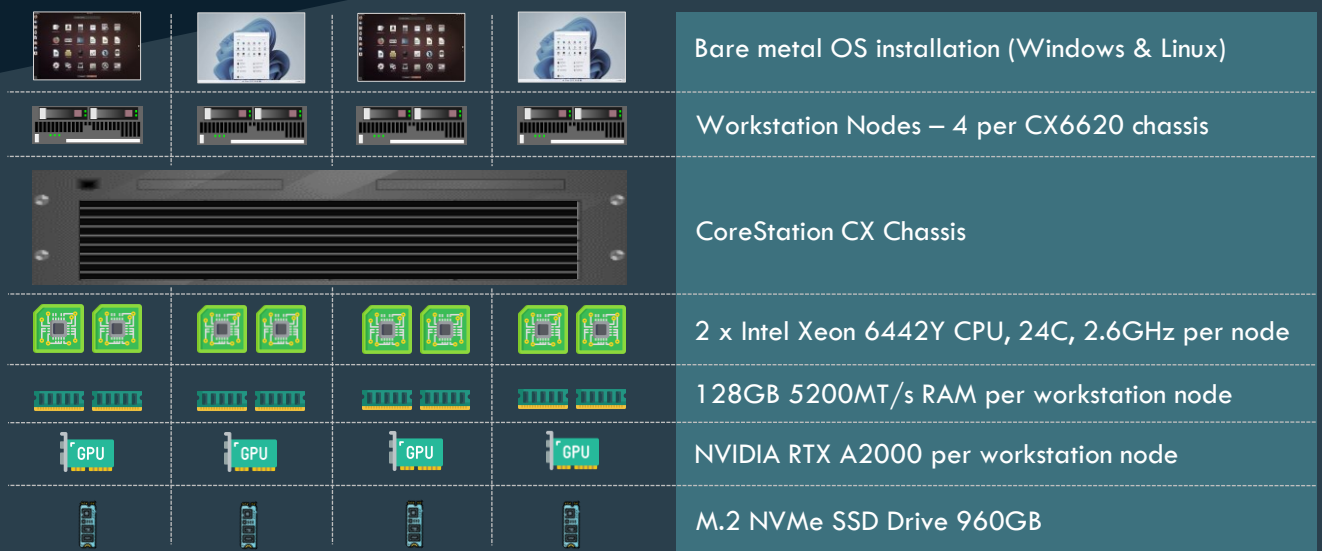 Bare metal OS installation (Windows & Linux)
Workstation Nodes – 4 per CX6620 chassis
CoreStation CX Chassis
2 x Intel Xeon 6442Y CPU, 24C, 2.6GHz per node
128GB 5200MT/s RAM per workstation node
GPU GPU GPU GPU
NVIDIA RTX A2000 per workstation node
M.2 NVMe SSD Drive 960GB